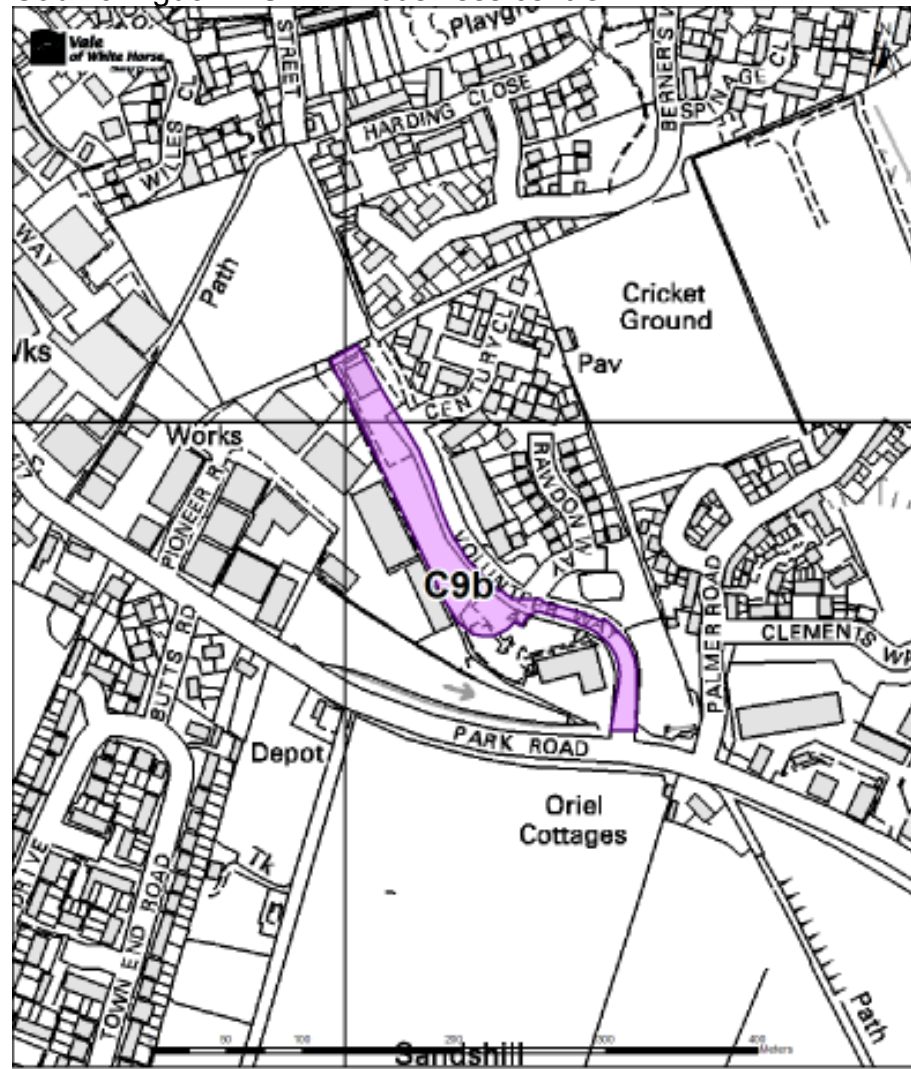 Vale
of White Horse
STREET
Playgr
BERNER'S
SPINAGE CL
HARDING CLOSE
WILLES CL
WAY
Path
Cricket
Ground
Wks
Pav
CENTURY CL
Works
PIONEER R
RAWDON W
C9b
BUTTS RD
PALMER ROAD
CLEMENTS
Depot
PARK ROAD
Oriel
Cottages
Tk
DRIVE
TOWN END ROAD
Path
50
100
200
300
400
Meters
Sandshill